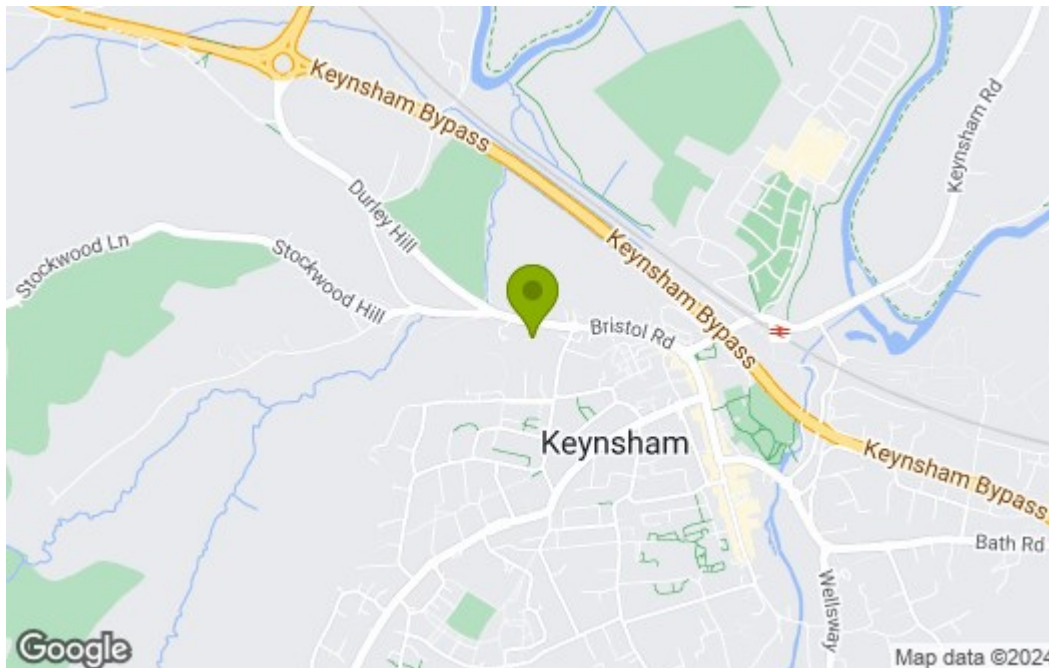 Keynsham Bypass
Keynsham Rd
Durley Hill
Stockwood Ln
Stockwood Hill
Keynsham Bypass
Bristol Rd
Keynsham
Keynsham Bypass
Bath Rd
Wellsway
Google
Map data ©2024